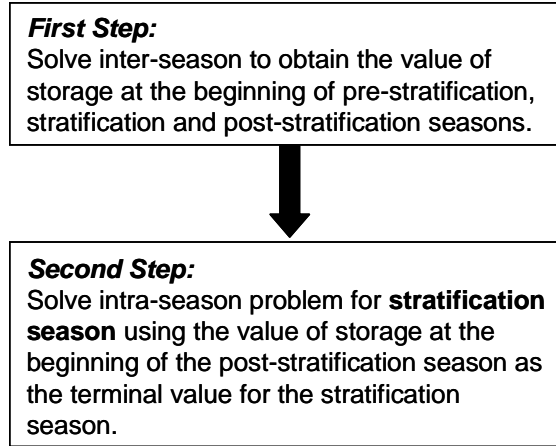 First Step:
Solve inter-season to obtain the value of
storage at the beginning of pre-stratification,
stratification and post-stratification seasons.
Second Step:
Solve intra-season problem for stratification
season using the value of storage at the
beginning of the post-stratification season as
the terminal value for the stratification
season.